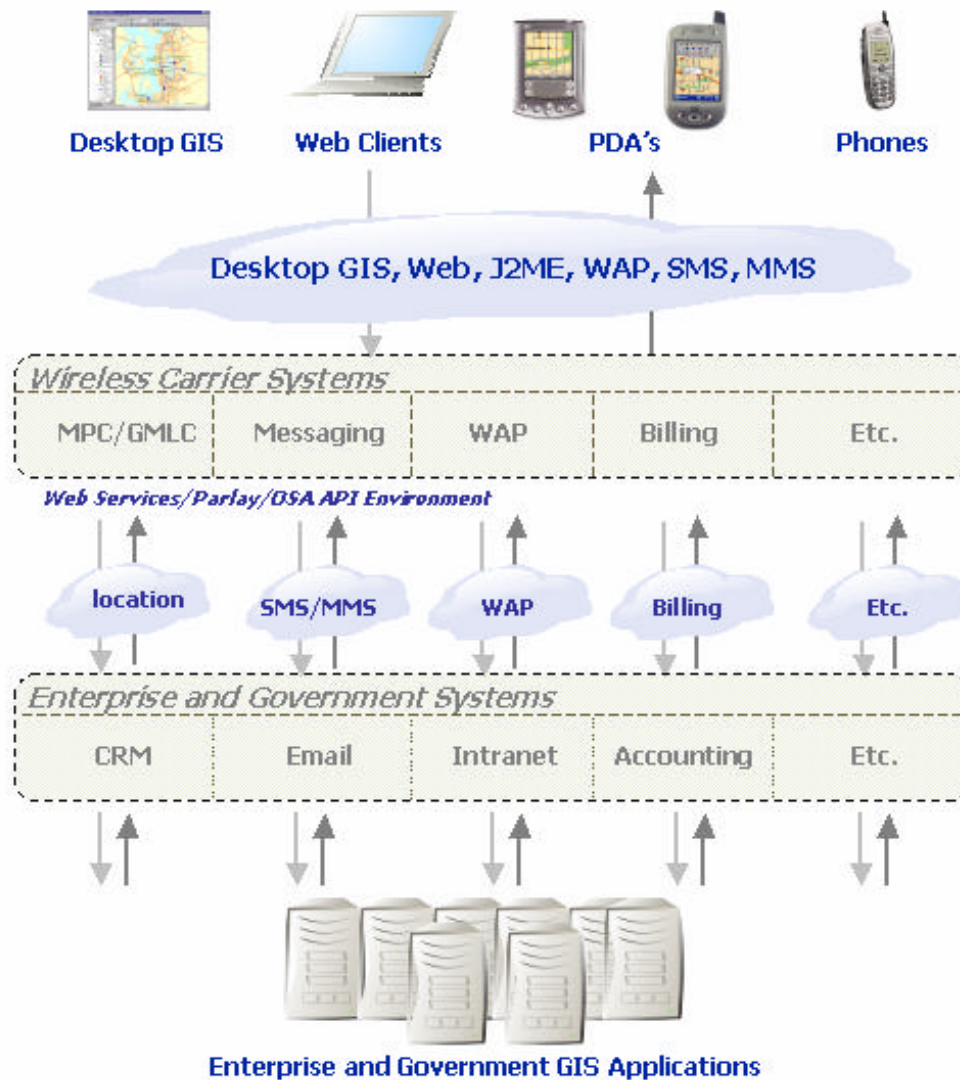 Desktop GIS Web Clients PDA's Phones
Desktop GIS, Web, J2ME, WAP, SMS, MMS
Wireless Carrier Systems
MPC/GMLC Messaging WAP Billing Etc.
Web Services/Parlay/OSA API Environment
location SMS/MMS WAP Billing Etc.
Enterprise and Government Systems
CRM Email Intranet Accounting Etc.
Enterprise and Government GIS Applications